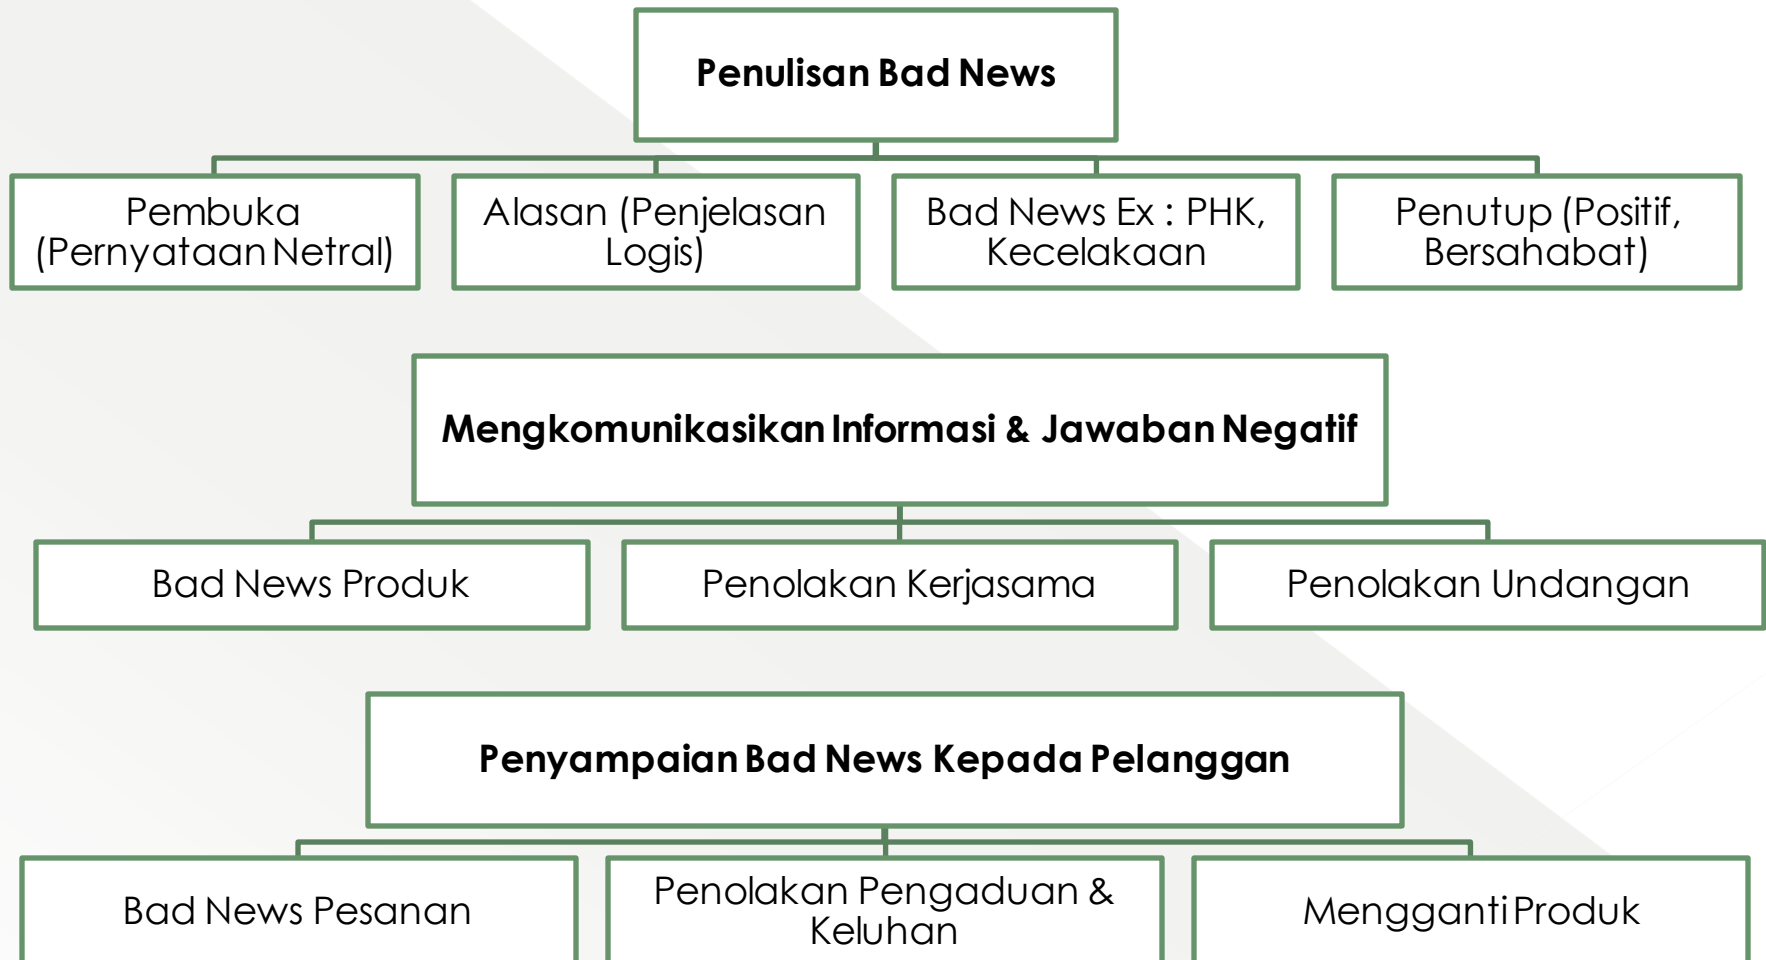 Penulisan Bad News
Pembuka
(Pernyataan Netral)
Alasan (Penjelasan
Logis)
Bad News Ex : PHK,
Kecelakaan
Penutup (Positif,
Bersahabat)
Mengkomunikasikan Informasi & Jawaban Negatif
Bad News Produk
Penolakan Kerjasama
Penolakan Undangan
Penyampaian Bad News Kepada Pelanggan
Bad News Pesanan
Penolakan Pengaduan &
Keluhan
Mengganti Produk